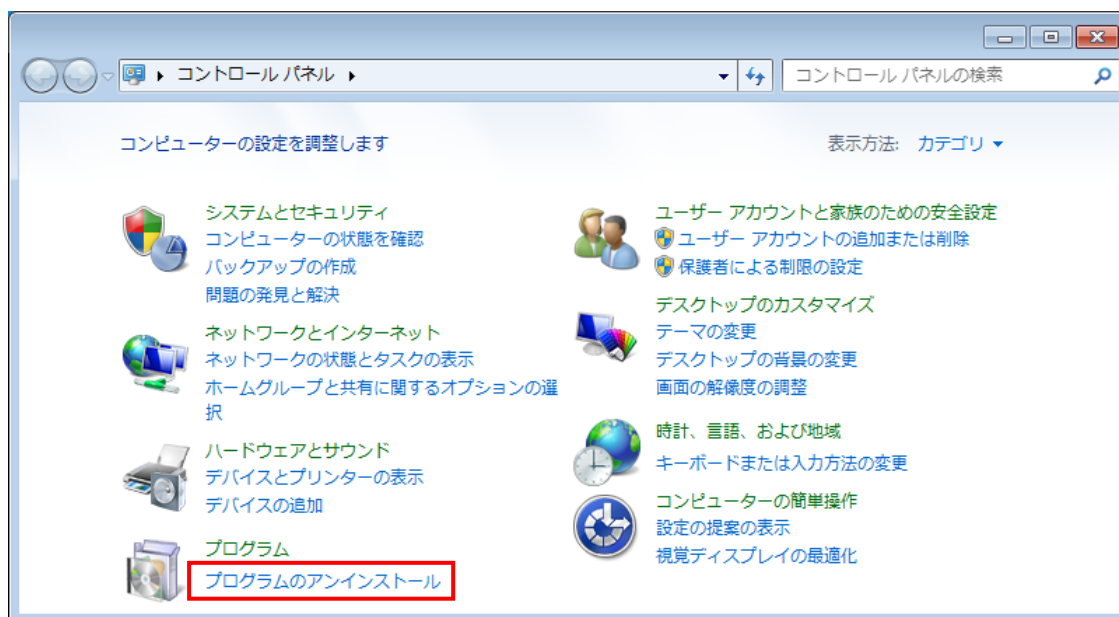 コントロール パネル
コントロール パネルの検索
コンピューターの設定を調整します
表示方法: カテゴリ
システムとセキュリティ
コンピューターの状態を確認
バックアップの作成
問題の発見と解決
ネットワークとインターネット
ネットワークの状態とタスクの表示
ホームグループと共有に関するオプションの選
択
ハードウェアとサウンド
デバイスとプリンターの表示
デバイスの追加
プログラム
プログラムのアンインストール
ユーザー アカウントと家族のための安全設定
ユーザー アカウントの追加または削除
保護者による制限の設定
デスクトップのカスタマイズ
テーマの変更
デスクトップの背景の変更
画面の解像度の調整
時計、言語、および地域
キーボードまたは入力方法の変更
コンピューターの簡単操作
設定の提案の表示
視覚ディスプレイの最適化